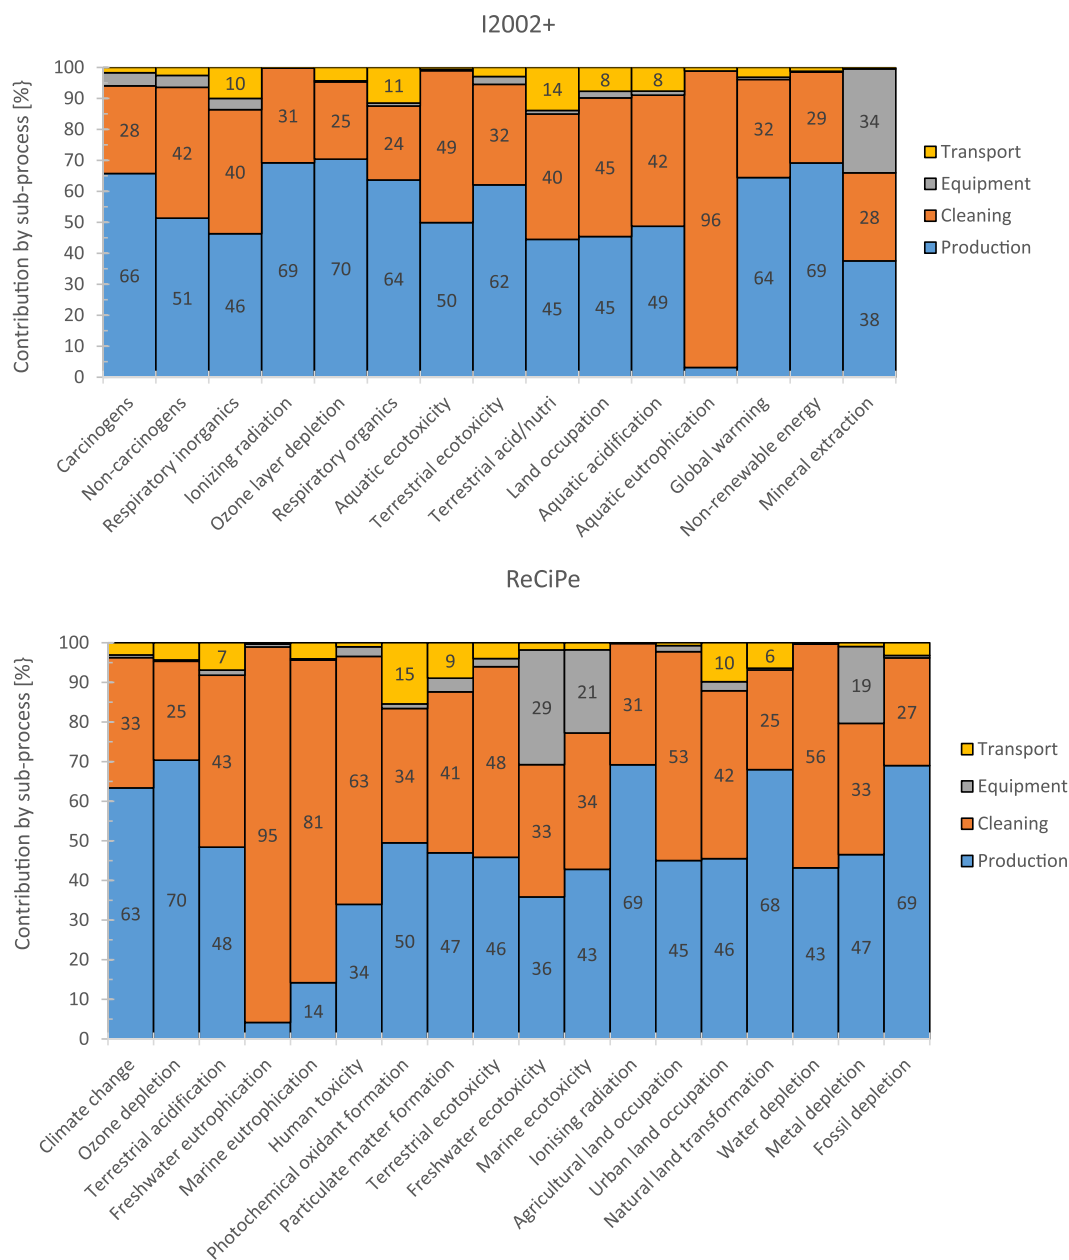 I2002+
Contribution by sub-process [%]
100
90
80
70
60
50
40
30
20
10
0
10 11 14 8 8
28 42 40 31 25 24 49 32 40 45 42 96 32 29 34 28
66 51 46 69 70 64 50 62 45 45 49 64 69 38
Transport
Equipment
Cleaning
Production
Carcinogens
Non-carcinogens
Respiratory inorganics
Ionizing radiation
Ozone layer depletion
Respiratory organics
Aquatic ecotoxicity
Terrestrial ecotoxicity
Terrestrial acid/nutri
Land occupation
Aquatic acidification
Aquatic eutrophication
Global warming
Non-renewable energy
Mineral extraction
ReCiPe
Contribution by sub-process [%]
100
90
80
70
60
50
40
30
20
10
0
7 15 9 10 6
29 21 19
33 25 43 95 81 63 34 41 48 33 34 31 53 42 25 56 33 27
63 70 48 14 34 50 47 46 36 43 69 45 46 68 43 47 69
Transport
Equipment
Cleaning
Production
Climate change
Ozone depletion
Terrestrial acidification
Freshwater eutrophication
Marine eutrophication
Human toxicity
Photochemical oxidant formation
Particulate matter formation
Terrestrial ecotoxicity
Freshwater ecotoxicity
Marine ecotoxicity
Ionising radiation
Agricultural land occupation
Urban land occupation
Natural land transformation
Water depletion
Metal depletion
Fossil depletion